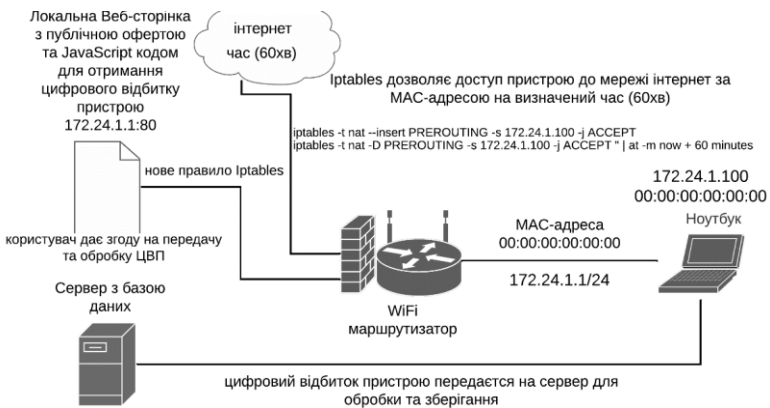 Локальна Веб-сторінка
з публічною офертою
та JavaScript кодом
для отримання
цифрового відбитку
пристрою
172.24.1.1:80
інтернет
час (60хв)
Iptables дозволяє доступ пристрою до мережі інтернет за
MAC-адресою на визначений час (60хв)
iptables -t nat --insert PREROUTING -s 172.24.1.100 -j ACCEPT
iptables -t nat -D PREROUTING -s 172.24.1.100 -j ACCEPT " | at -m now + 60 minutes
нове правило Iptables
172.24.1.100
00:00:00:00:00:00
Ноутбук
користувач дає згоду на передачу
та обробку ЦВП
MAC-адреса
00:00:00:00:00:00
172.24.1.1/24
WiFi
маршрутизатор
Сервер з базою
даних
цифровий відбиток пристрою передаєтся на сервер для
обробки та зберігання